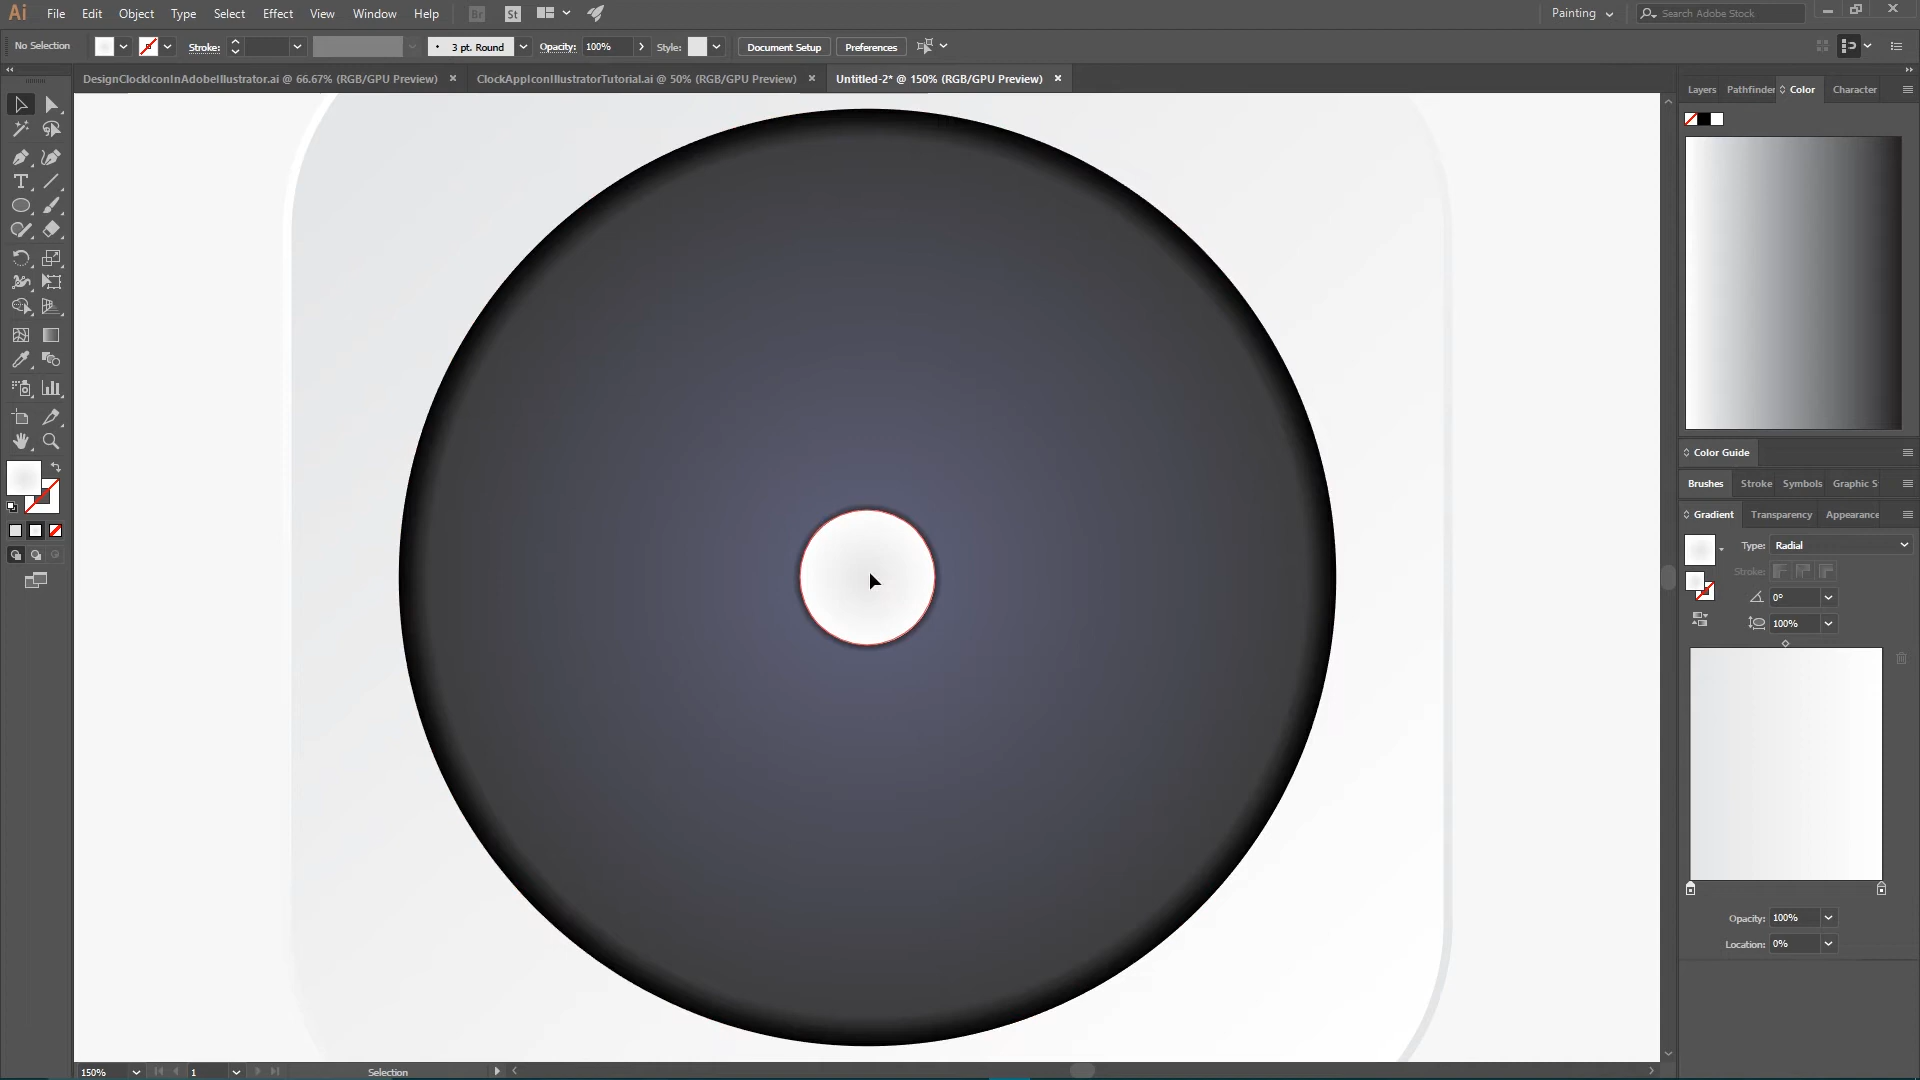 Ai File Edit Object Type Select Effect View Window Help Br St Painting Search Adobe Stock
No Selection Stroke: 3 pt. Round Opacity: 100% Style: Document Setup Preferences
DesignClockIconInAdobeIllustrator.ai @ 66.67% (RGB/GPU Preview) × ClockAppIconIllustratorTutorial.ai @ 50% (RGB/GPU Preview) × Untitled-2* @ 150% (RGB/GPU Preview) ×
Layers Pathfinder Color Character
Color Guide
Brushes Stroke Symbols Graphic S
Gradient Transparency Appearance
Type: Radial
Stroke:
0°
100%
Opacity: 100%
Location: 0%
150% 1 Selection